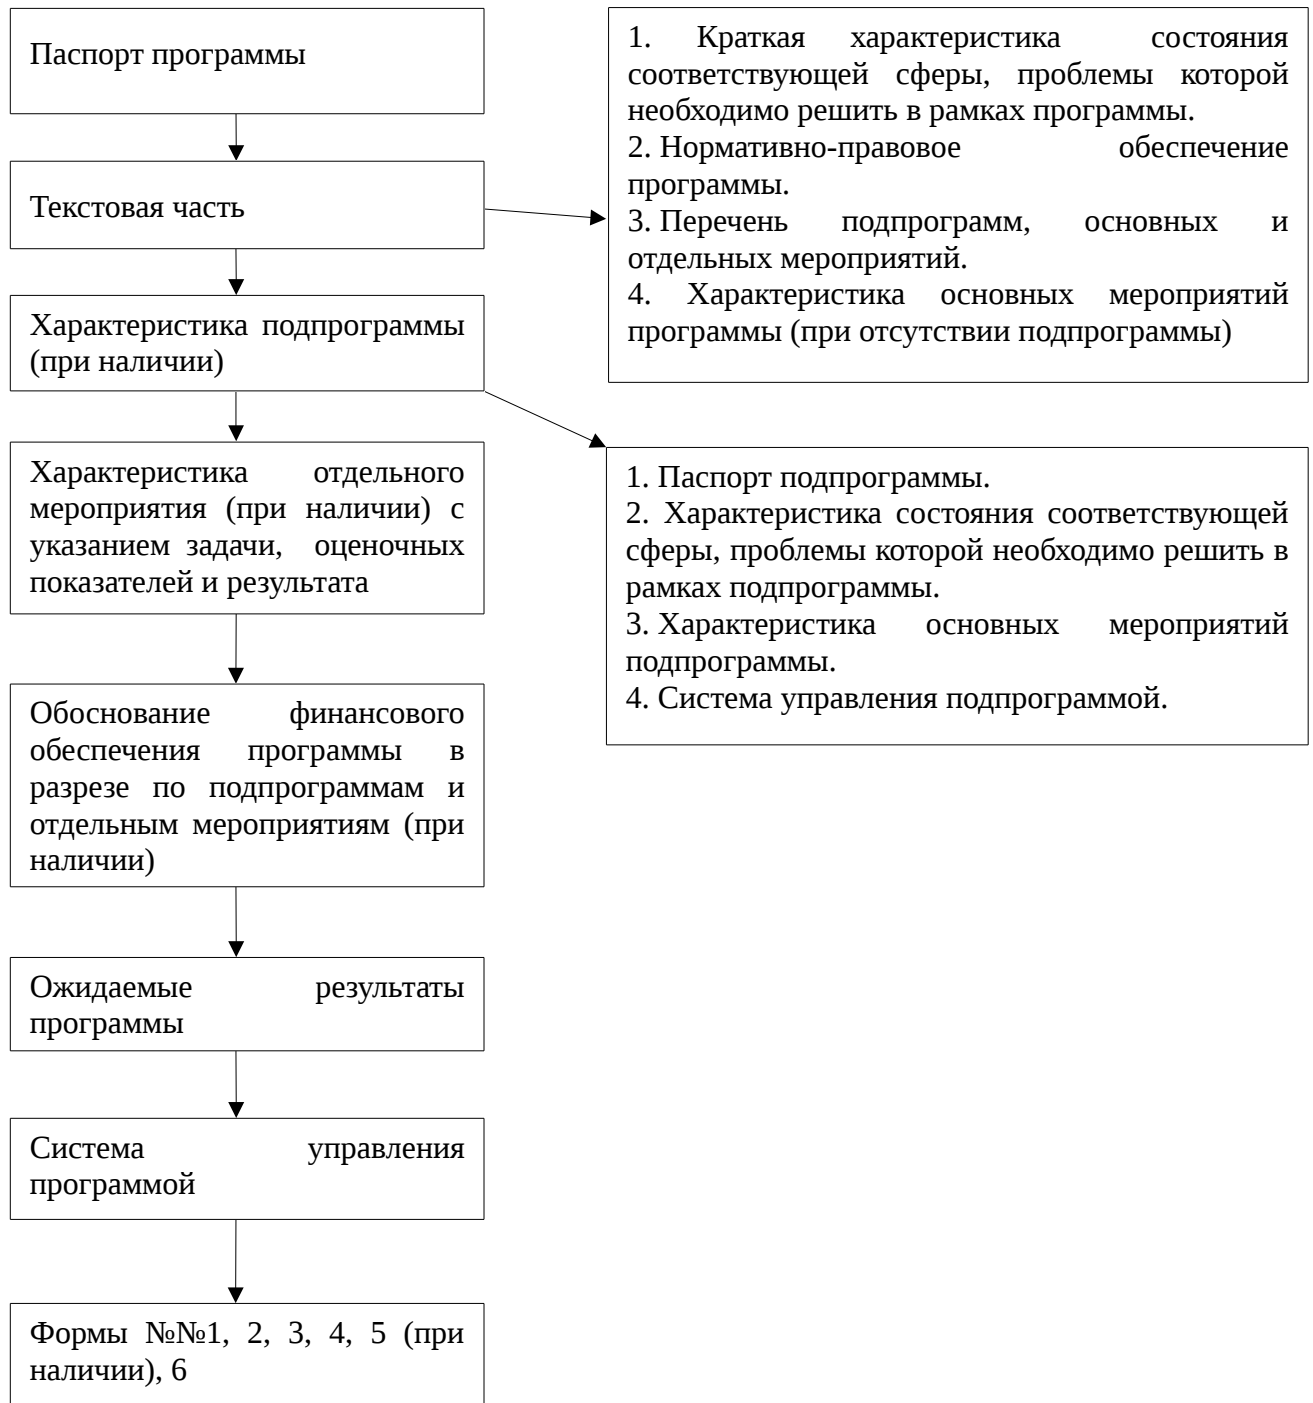 Паспорт программы
Текстовая часть
Характеристика подпрограммы
(при наличии)
Характеристика отдельного
мероприятия (при наличии) с
указанием задачи, оценочных
показателей и результата
Обоснование финансового
обеспечения программы в
разрезе по подпрограммам и
отдельным мероприятиям (при
наличии)
Ожидаемые результаты
программы
Система управления
программой
Формы №№1, 2, 3, 4, 5 (при
наличии), 6
1. Краткая характеристика состояния
соответствующей сферы, проблемы которой
необходимо решить в рамках программы.
2. Нормативно-правовое обеспечение
программы.
3. Перечень подпрограмм, основных и
отдельных мероприятий.
4. Характеристика основных мероприятий
программы (при отсутствии подпрограммы)
1. Паспорт подпрограммы.
2. Характеристика состояния соответствующей
сферы, проблемы которой необходимо решить в
рамках подпрограммы.
3. Характеристика основных мероприятий
подпрограммы.
4. Система управления подпрограммой.